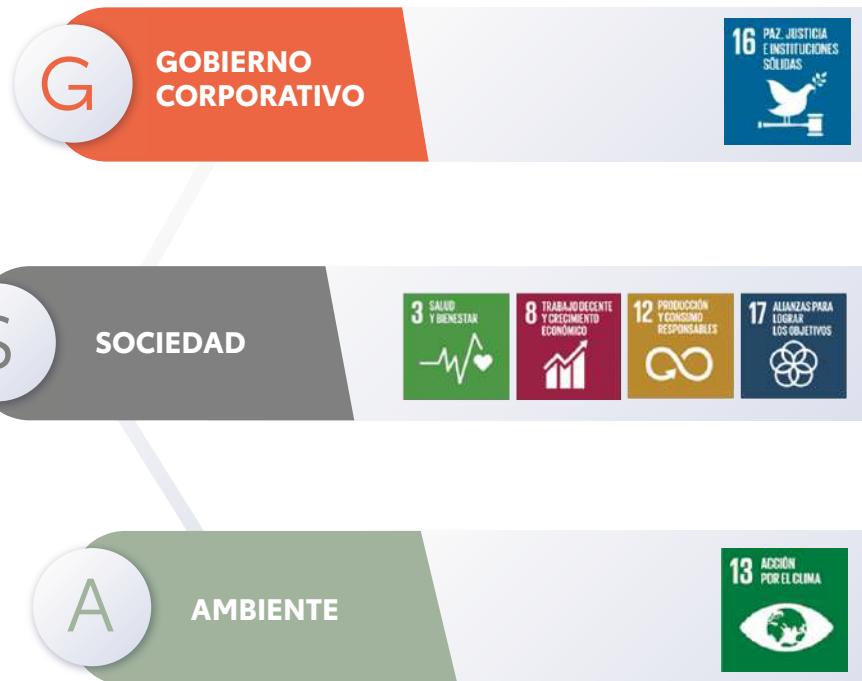 G
GOBIERNO
CORPORATIVO
16 PAZ, JUSTICIA
E INSTITUCIONES
SÓLIDAS
S
SOCIEDAD
3 SALUD
Y BIENESTAR
8 TRABAJO DECENTE
Y CRECIMIENTO
ECONÓMICO
12 PRODUCCIÓN
Y CONSUMO
RESPONSABLES
17 ALIANZAS PARA
LOGRAR
LOS OBJETIVOS
A
AMBIENTE
13 ACCIÓN
POR EL CLIMA